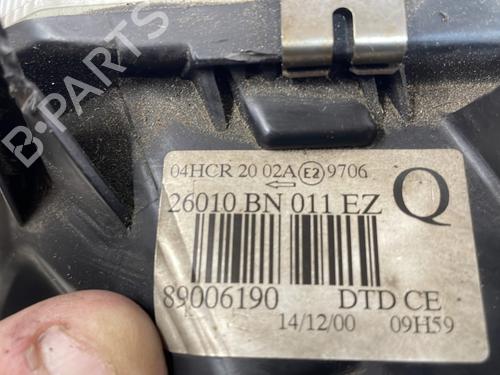 04HCR 20 02A E2 9706
←
26010 BN 011 EZ Q
89006190 DTD CE
14/12/00 09H59
B-PARTS